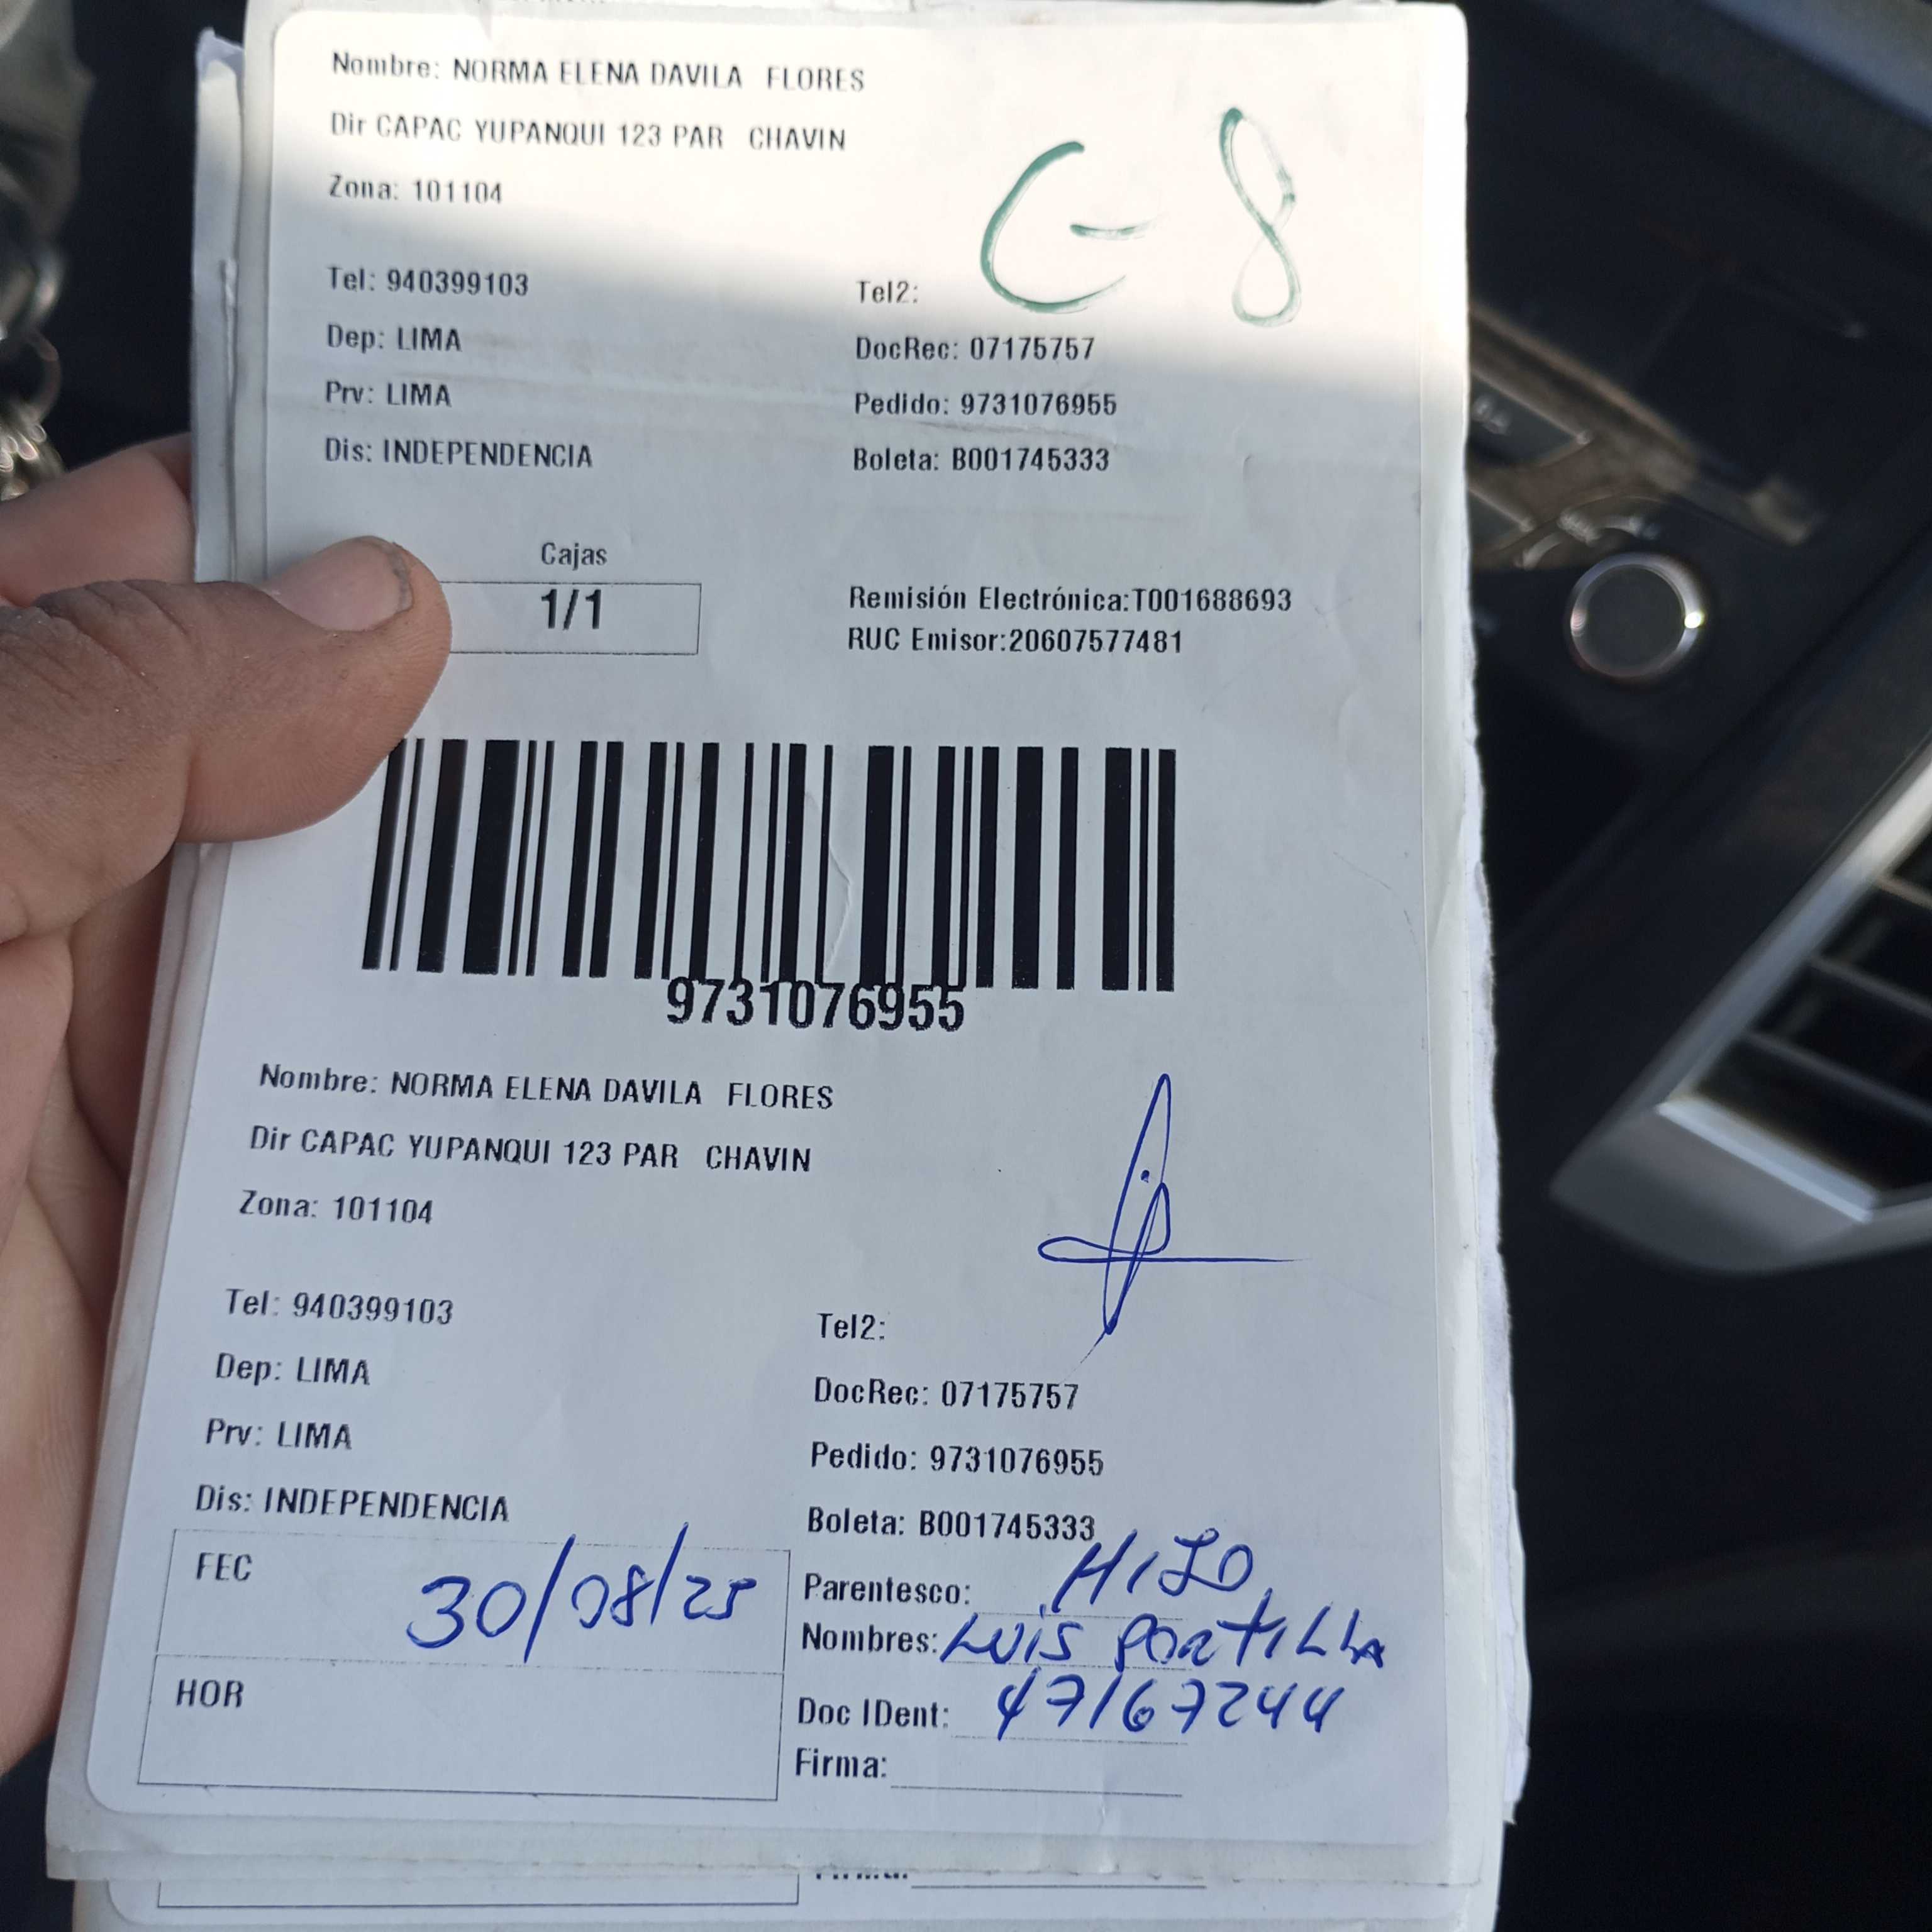 Nombre: NORMA ELENA DAVILA FLORES
Dir CAPAC YUPANQUI 123 PAR CHAVIN
C-8
Zona: 101104
Tel: 940399103
Tel2:
Dep: LIMA
DocRec: 07175757
Prv: LIMA
Pedido: 9731076955
Dis: INDEPENDENCIA
Boleta: B001745333
Cajas
1/1
Remisión Electrónica:T001688693
RUC Emisor:20607577481
9731076955
Nombre: NORMA ELENA DAVILA FLORES
Dir CAPAC YUPANQUI 123 PAR CHAVIN
Zona: 101104
Tel: 940399103
Tel2:
Dep: LIMA
DocRec: 07175757
Prv: LIMA
Pedido: 9731076955
Dis: INDEPENDENCIA
Boleta: B001745333
FEC 30/08/25
Parentesco: HIJO
Nombres: LUIS PORTILLA
HOR
Doc IDent: 47167244
Firma: